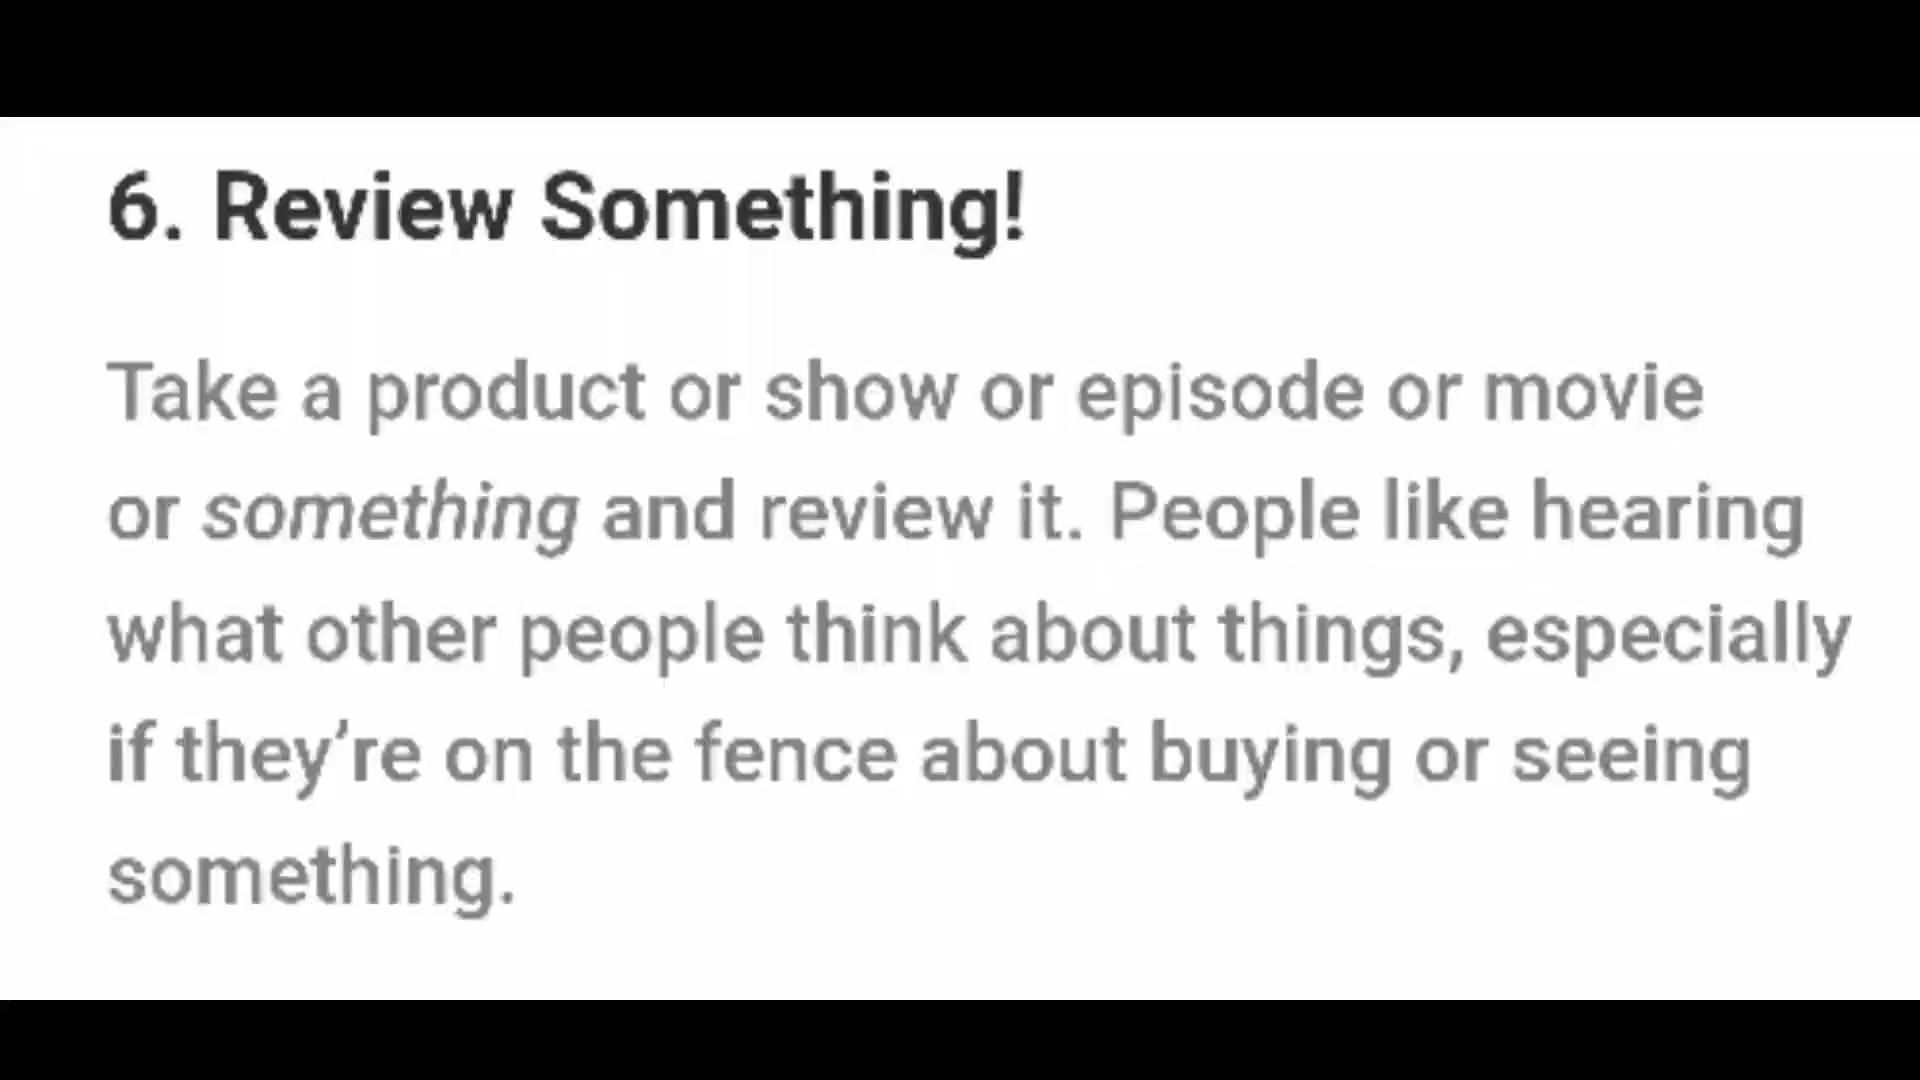 6. Review Something!
Take a product or show or episode or movie
or something and review it. People like hearing
what other people think about things, especially
if they’re on the fence about buying or seeing
something.